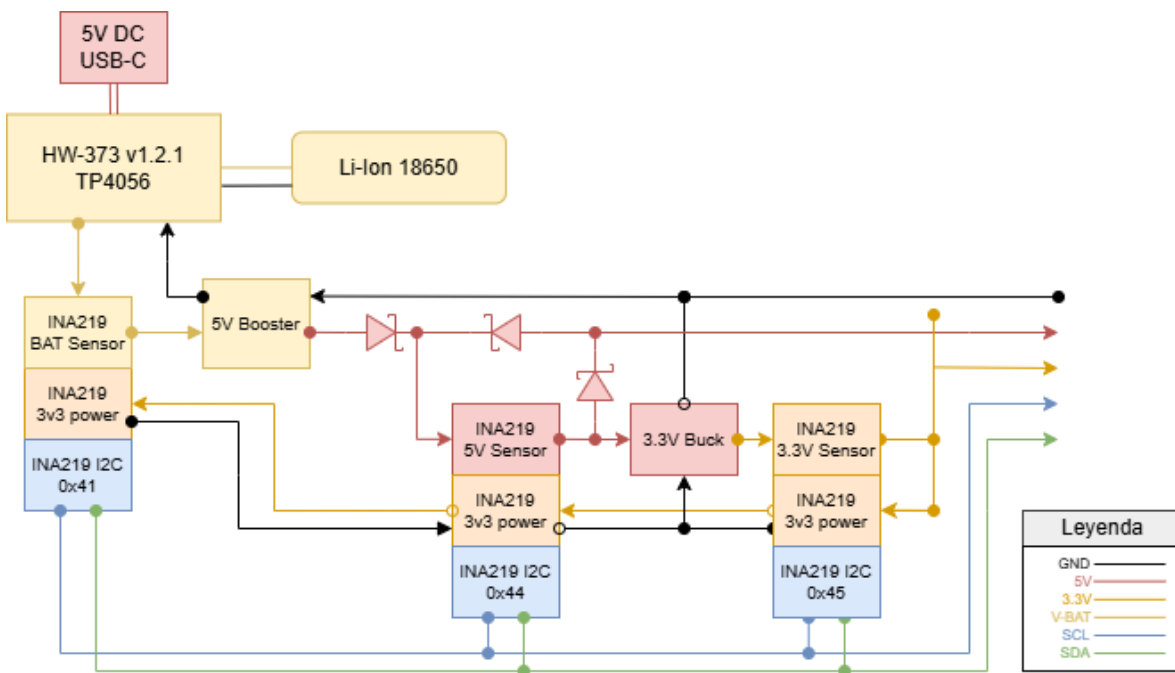 5V DC
USB-C
HW-373 v1.2.1
TP4056
Li-Ion 18650
INA219
BAT Sensor
5V Booster
INA219
3v3 power
INA219 I2C
0x41
INA219
5V Sensor
3.3V Buck
INA219
3.3V Sensor
INA219
3v3 power
INA219
3v3 power
INA219 I2C
0x44
INA219 I2C
0x45
Leyenda
GND
5V
3.3V
V-BAT
SCL
SDA